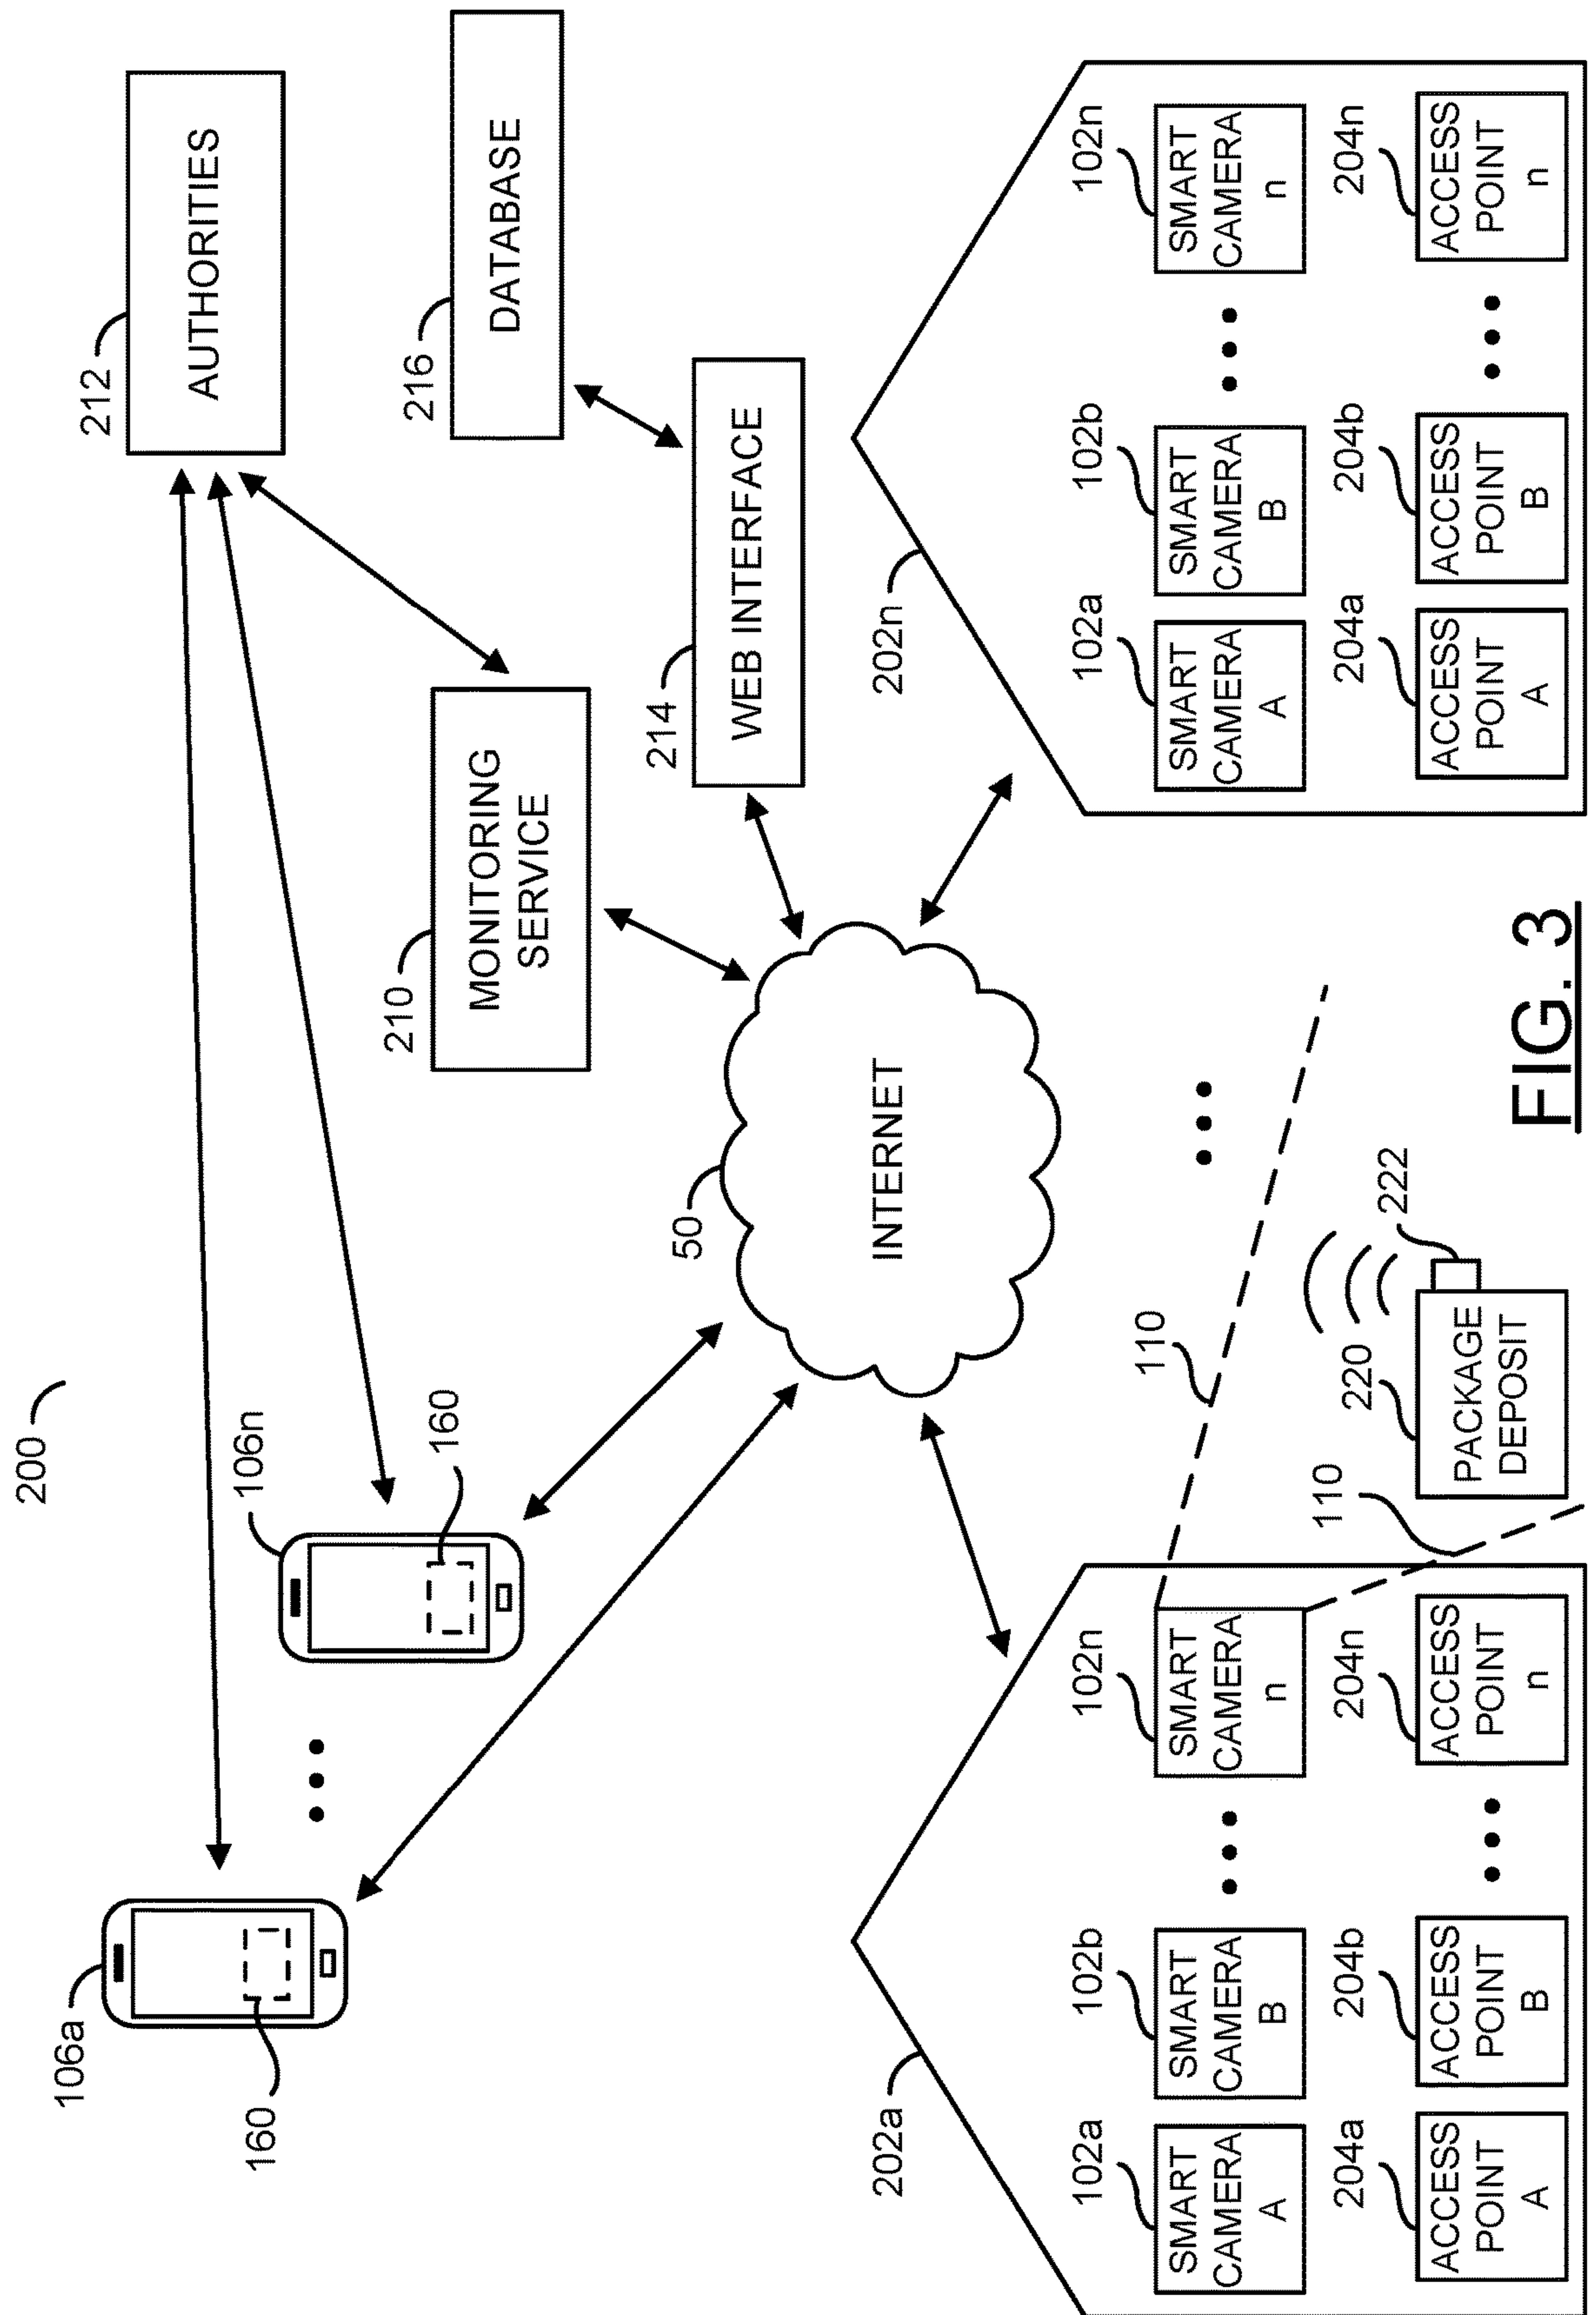 200
106a
160
106n
160
212
AUTHORITIES
216
DATABASE
210
MONITORING
SERVICE
214
WEB INTERFACE
50
INTERNET
202a
102a
SMART
CAMERA
A
102b
SMART
CAMERA
B
102n
SMART
CAMERA
n
204a
ACCESS
POINT
A
204b
ACCESS
POINT
B
204n
ACCESS
POINT
n
110
110
220
PACKAGE
DEPOSIT
222
202n
102a
SMART
CAMERA
A
102b
SMART
CAMERA
B
102n
SMART
CAMERA
n
204a
ACCESS
POINT
A
204b
ACCESS
POINT
B
204n
ACCESS
POINT
n
FIG. 3